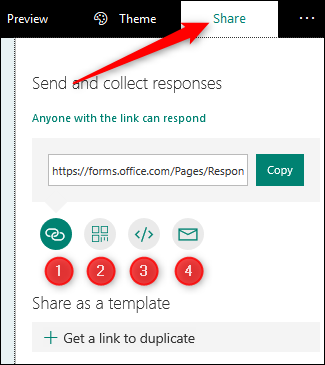 Preview Theme Share ...
Send and collect responses
Anyone with the link can respond
https://forms.office.com/Pages/Respon Copy
</>
1 2 3 4
Share as a template
+ Get a link to duplicate